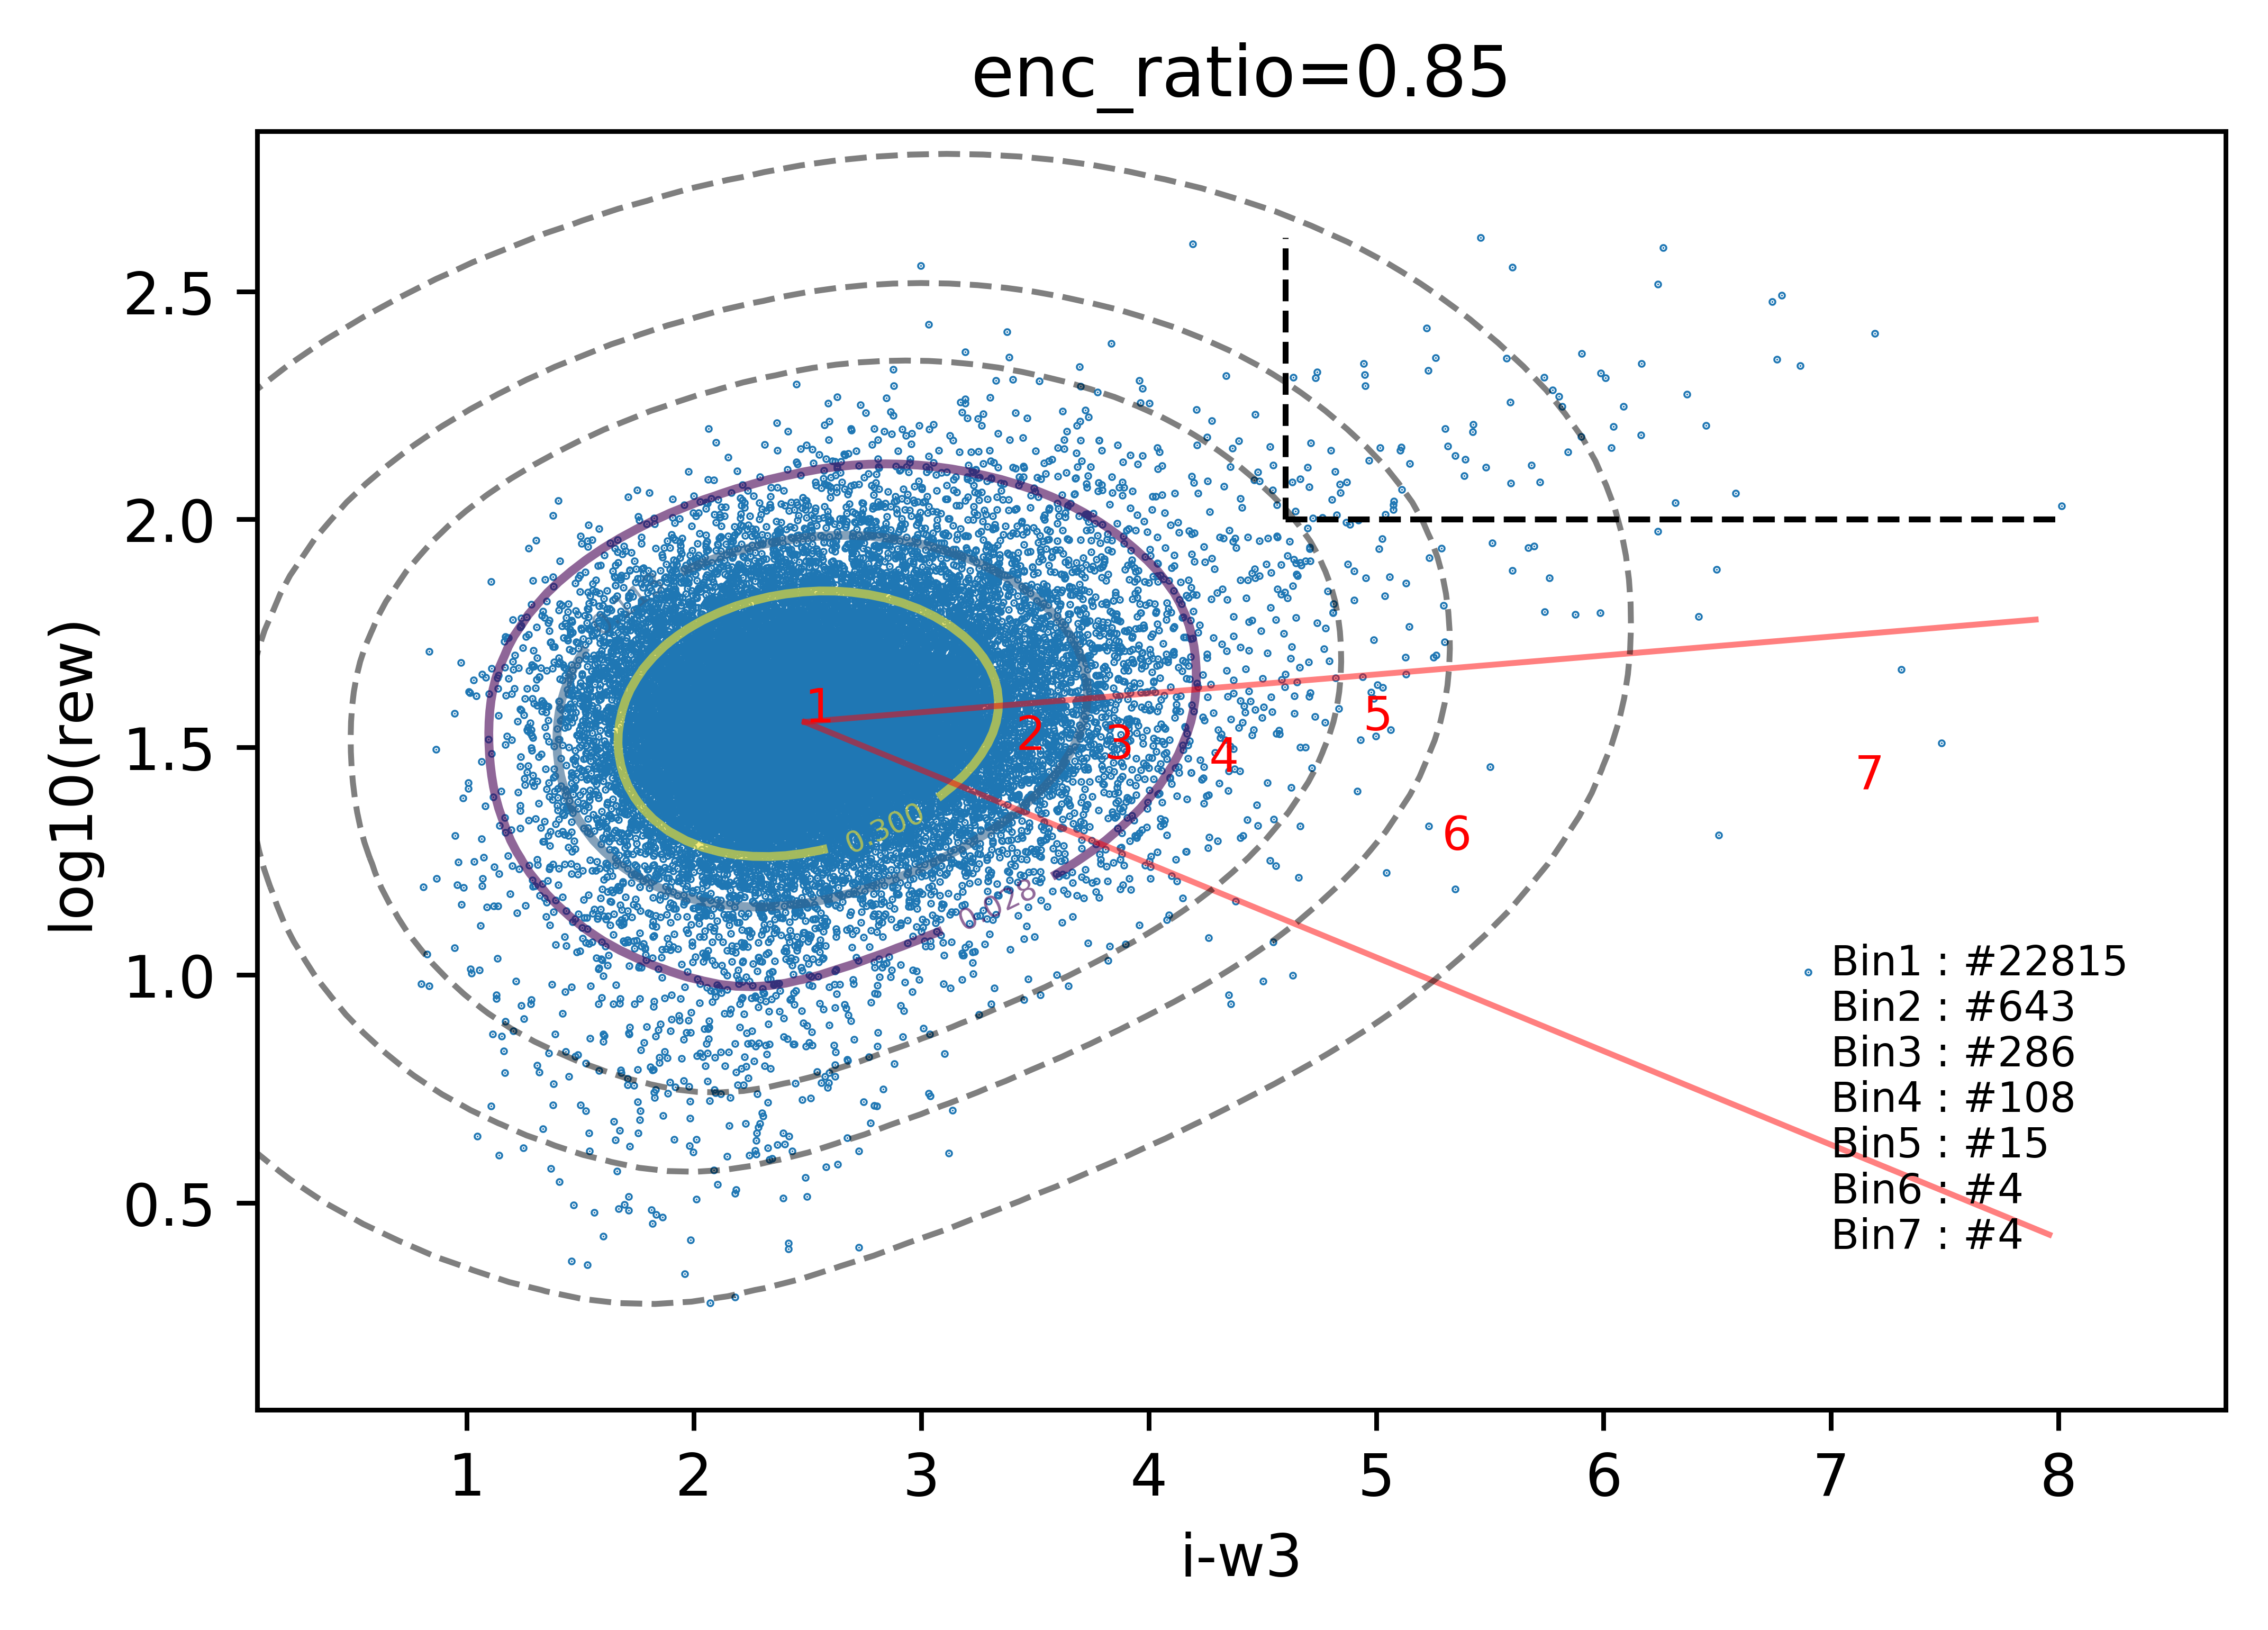 enc_ratio=0.85
log10(rew)
2.5
2.0
1.5
1.0
0.5
1
2
3
4
5
6
7
0.300
0.028
Bin1 : #22815
Bin2 : #643
Bin3 : #286
Bin4 : #108
Bin5 : #15
Bin6 : #4
Bin7 : #4
1 2 3 4 5 6 7 8
i-w3